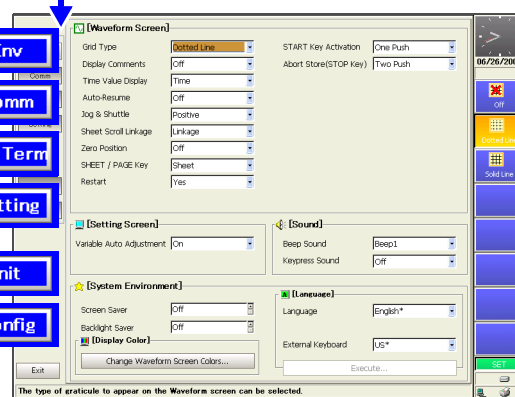 [Waveform Screen]
Grid Type Dotted Line START Key Activation One Push
Display Comments Off Abort Store(STOP Key) Two Push
Time Value Display Time
Auto-Resume Off
Jog & Shuttle Positive
Sheet Scroll Linkage Linkage
Zero Position Off
SHEET / PAGE Key Sheet
Restart Yes
[Setting Screen]
Variable Auto Adjustment On
[Sound]
Beep Sound Beep1
Keypress Sound Off
[System Environment]
Screen Saver Off
Backlight Saver Off
[Display Color]
Change Waveform Screen Colors...
[Language]
Language English*
External Keyboard US*
Execute...
Env
Comm
Term
Exit
06/26/200
Off
Dotted Line
Solid Line
SET
The type of graticule to appear on the Waveform screen can be selected.